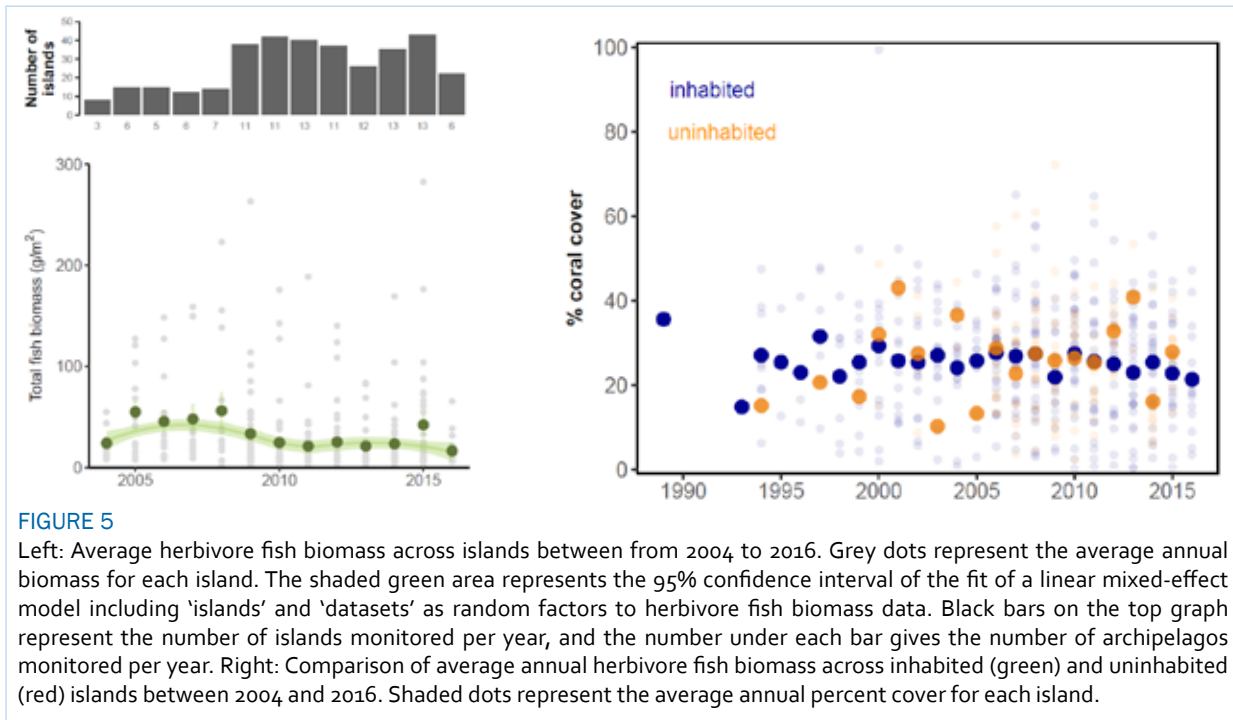 Number of
islands
50
40
30
20
10
0
3 6 5 6 7 11 11 13 11 12 13 13 6
Total fish biomass (g/m²)
300
200
100
0
2005 2010 2015
% coral cover
100
80
60
40
20
0
inhabited
uninhabited
1990 1995 2000 2005 2010 2015
FIGURE 5
Left: Average herbivore fish biomass across islands between from 2004 to 2016. Grey dots represent the average annual
biomass for each island. The shaded green area represents the 95% confidence interval of the fit of a linear mixed-effect
model including ‘islands’ and ‘datasets’ as random factors to herbivore fish biomass data. Black bars on the top graph
represent the number of islands monitored per year, and the number under each bar gives the number of archipelagos
monitored per year. Right: Comparison of average annual herbivore fish biomass across inhabited (green) and uninhabited
(red) islands between 2004 and 2016. Shaded dots represent the average annual percent cover for each island.